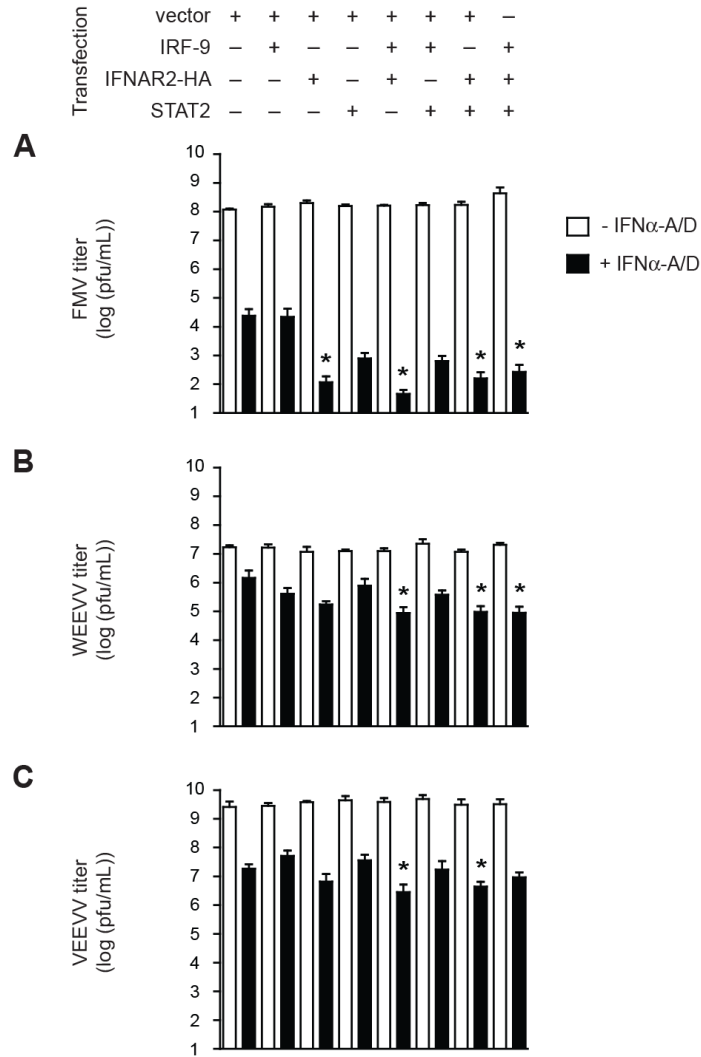 Transfection
vector + + + + + + + –
IRF-9 – + – – + + – +
IFNAR2-HA – – + – + – + +
STAT2 – – – + – + + +
A
FMV titer
(log (pfu/mL))
10
9
8
7
6
5
4
3
2
1
* * * *
- IFNα-A/D
+ IFNα-A/D
B
WEEVV titer
(log (pfu/mL))
10
9
8
7
6
5
4
3
2
1
* * *
C
VEEVV titer
(log (pfu/mL))
10
9
8
7
6
5
4
3
2
1
* *